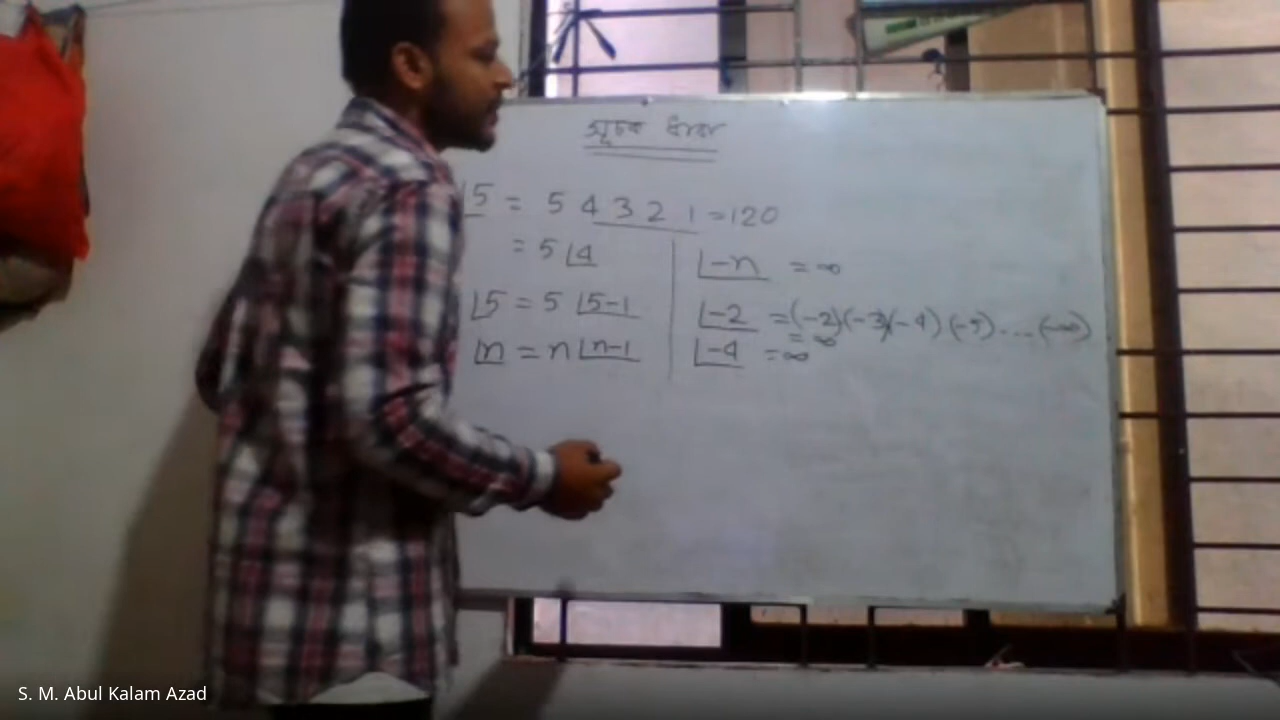 সূচক ধারা
⌊5 = 5 4 3 2 1 = 120
= 5 ⌊4
⌊5 = 5 ⌊5-1
⌊n = n ⌊n-1
⌊-n = ∞
⌊-2 = (-2)(-3)(-4)(-5)....(-∞)
= ∞
⌊-4 = ∞
S. M. Abul Kalam Azad